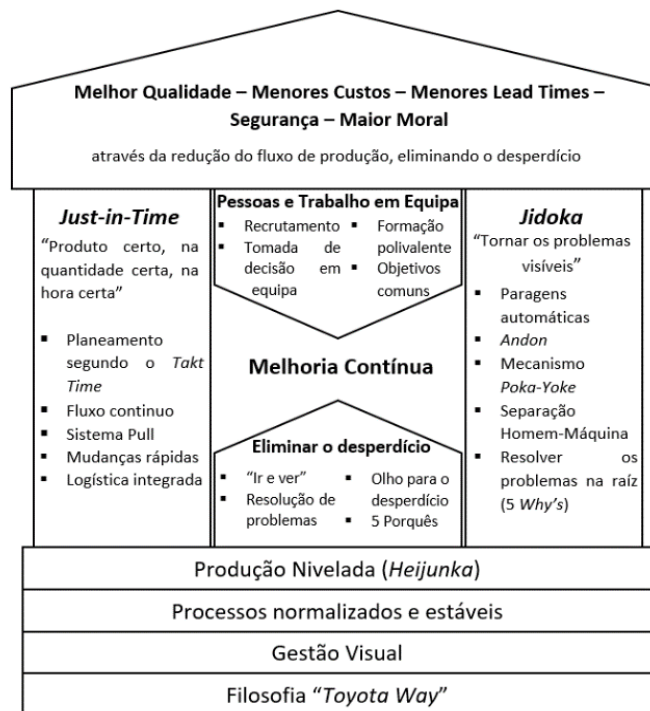 Melhor Qualidade – Menores Custos – Menores Lead Times –
Segurança – Maior Moral
através da redução do fluxo de produção, eliminando o desperdício
Just-in-Time
“Produto certo, na
quantidade certa, na
hora certa”
▪ Planeamento
segundo o Takt
Time
▪ Fluxo continuo
▪ Sistema Pull
▪ Mudanças rápidas
▪ Logística integrada
Pessoas e Trabalho em Equipa
▪ Recrutamento
▪ Tomada de
decisão em
equipa
▪ Formação
polivalente
▪ Objetivos
comuns
Melhoria Contínua
Eliminar o desperdício
▪ “Ir e ver”
▪ Resolução de
problemas
▪ Olho para o
desperdício
▪ 5 Porquês
Jidoka
“Tornar os problemas
visíveis”
▪ Paragens
automáticas
▪ Andon
▪ Mecanismo
Poka-Yoke
▪ Separação
Homem-Máquina
▪ Resolver os
problemas na raíz
(5 Why’s)
Produção Nivelada (Heijunka)
Processos normalizados e estáveis
Gestão Visual
Filosofia “Toyota Way”